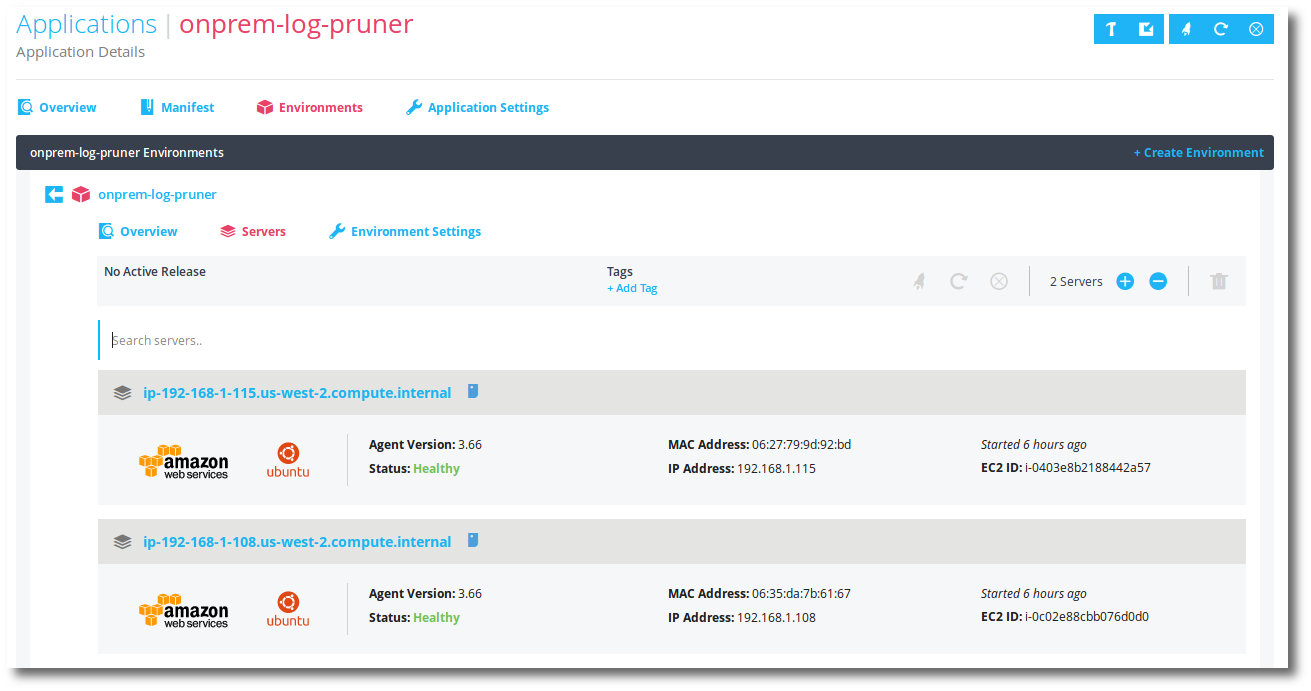 Applications | onprem-log-pruner
Application Details
Overview Manifest Environments Application Settings
onprem-log-pruner Environments + Create Environment
onprem-log-pruner
Overview Servers Environment Settings
No Active Release Tags 2 Servers
+ Add Tag
Search servers..
ip-192-168-1-115.us-west-2.compute.internal
amazon web services ubuntu Agent Version: 3.66 MAC Address: 06:27:79:9d:92:bd Started 6 hours ago
Status: Healthy IP Address: 192.168.1.115 EC2 ID: i-0403e8b2188442a57
ip-192-168-1-108.us-west-2.compute.internal
amazon web services ubuntu Agent Version: 3.66 MAC Address: 06:35:da:7b:61:67 Started 6 hours ago
Status: Healthy IP Address: 192.168.1.108 EC2 ID: i-0c02e88cbb076d0d0